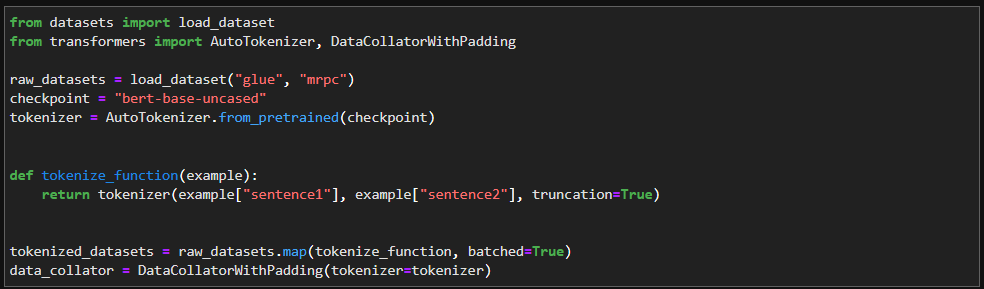 from datasets import load_dataset
from transformers import AutoTokenizer, DataCollatorWithPadding
raw_datasets = load_dataset("glue", "mrpc")
checkpoint = "bert-base-uncased"
tokenizer = AutoTokenizer.from_pretrained(checkpoint)
def tokenize_function(example):
    return tokenizer(example["sentence1"], example["sentence2"], truncation=True)
tokenized_datasets = raw_datasets.map(tokenize_function, batched=True)
data_collator = DataCollatorWithPadding(tokenizer=tokenizer)